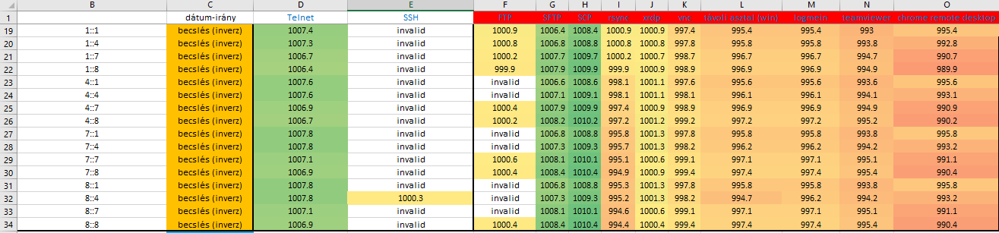 B C D E F G H I J K L M N O
1 dátum-irány Telnet SSH FTP SFTP SCP rsync xrdp vnc távoli asztal (win) logmein teamviewer chrome remote desktop
19 1::1 becslés (inverz) 1007.4 invalid 1000.9 1006.4 1008.4 1000.9 1000.9 997.4 995.4 995.4 993 995.4
20 1::4 becslés (inverz) 1007.3 invalid 1000.8 1006.8 1008.8 1000.8 1000.8 997.8 995.8 995.8 993.8 992.8
21 1::7 becslés (inverz) 1006.7 invalid 1000.2 1007.7 1009.7 1000.2 1000.7 998.7 996.7 996.7 994.7 990.7
22 1::8 becslés (inverz) 1006.4 invalid 999.9 1007.9 1009.9 999.9 1000.9 998.9 996.9 996.9 994.9 989.9
23 4::1 becslés (inverz) 1007.6 invalid invalid 1006.6 1008.6 998.1 1001.1 997.6 995.6 995.6 993.6 995.6
24 4::4 becslés (inverz) 1007.6 invalid invalid 1007.1 1009.1 998.1 1001.1 998.1 996.1 996.1 994.1 993.1
25 4::7 becslés (inverz) 1006.9 invalid 1000.4 1007.9 1009.9 997.4 1000.9 998.9 996.9 996.9 994.9 990.9
26 4::8 becslés (inverz) 1006.7 invalid 1000.2 1008.2 1010.2 997.2 1001.2 999.2 997.2 997.2 995.2 990.2
27 7::1 becslés (inverz) 1007.8 invalid invalid 1006.8 1008.8 995.8 1001.3 997.8 995.8 995.8 993.8 995.8
28 7::4 becslés (inverz) 1007.8 invalid invalid 1007.3 1009.3 995.7 1001.3 998.2 996.2 996.2 994.2 993.2
29 7::7 becslés (inverz) 1007.1 invalid 1000.6 1008.1 1010.1 995.1 1000.6 999.1 997.1 997.1 995.1 991.1
30 7::8 becslés (inverz) 1006.9 invalid 1000.4 1008.4 1010.4 994.9 1000.9 999.4 997.4 997.4 995.4 990.4
31 8::1 becslés (inverz) 1007.8 invalid invalid 1006.8 1008.8 995.3 1001.3 997.8 995.8 995.8 993.8 995.8
32 8::4 becslés (inverz) 1007.8 1000.3 invalid 1007.3 1009.3 995.2 1001.3 998.2 994.7 996.2 994.2 993.2
33 8::7 becslés (inverz) 1007.1 invalid invalid 1008.1 1010.1 994.6 1000.6 999.1 997.1 997.1 995.1 991.1
34 8::8 becslés (inverz) 1006.9 invalid 1000.4 1008.4 1010.4 994.4 1000.4 999.4 997.4 997.4 995.4 990.4